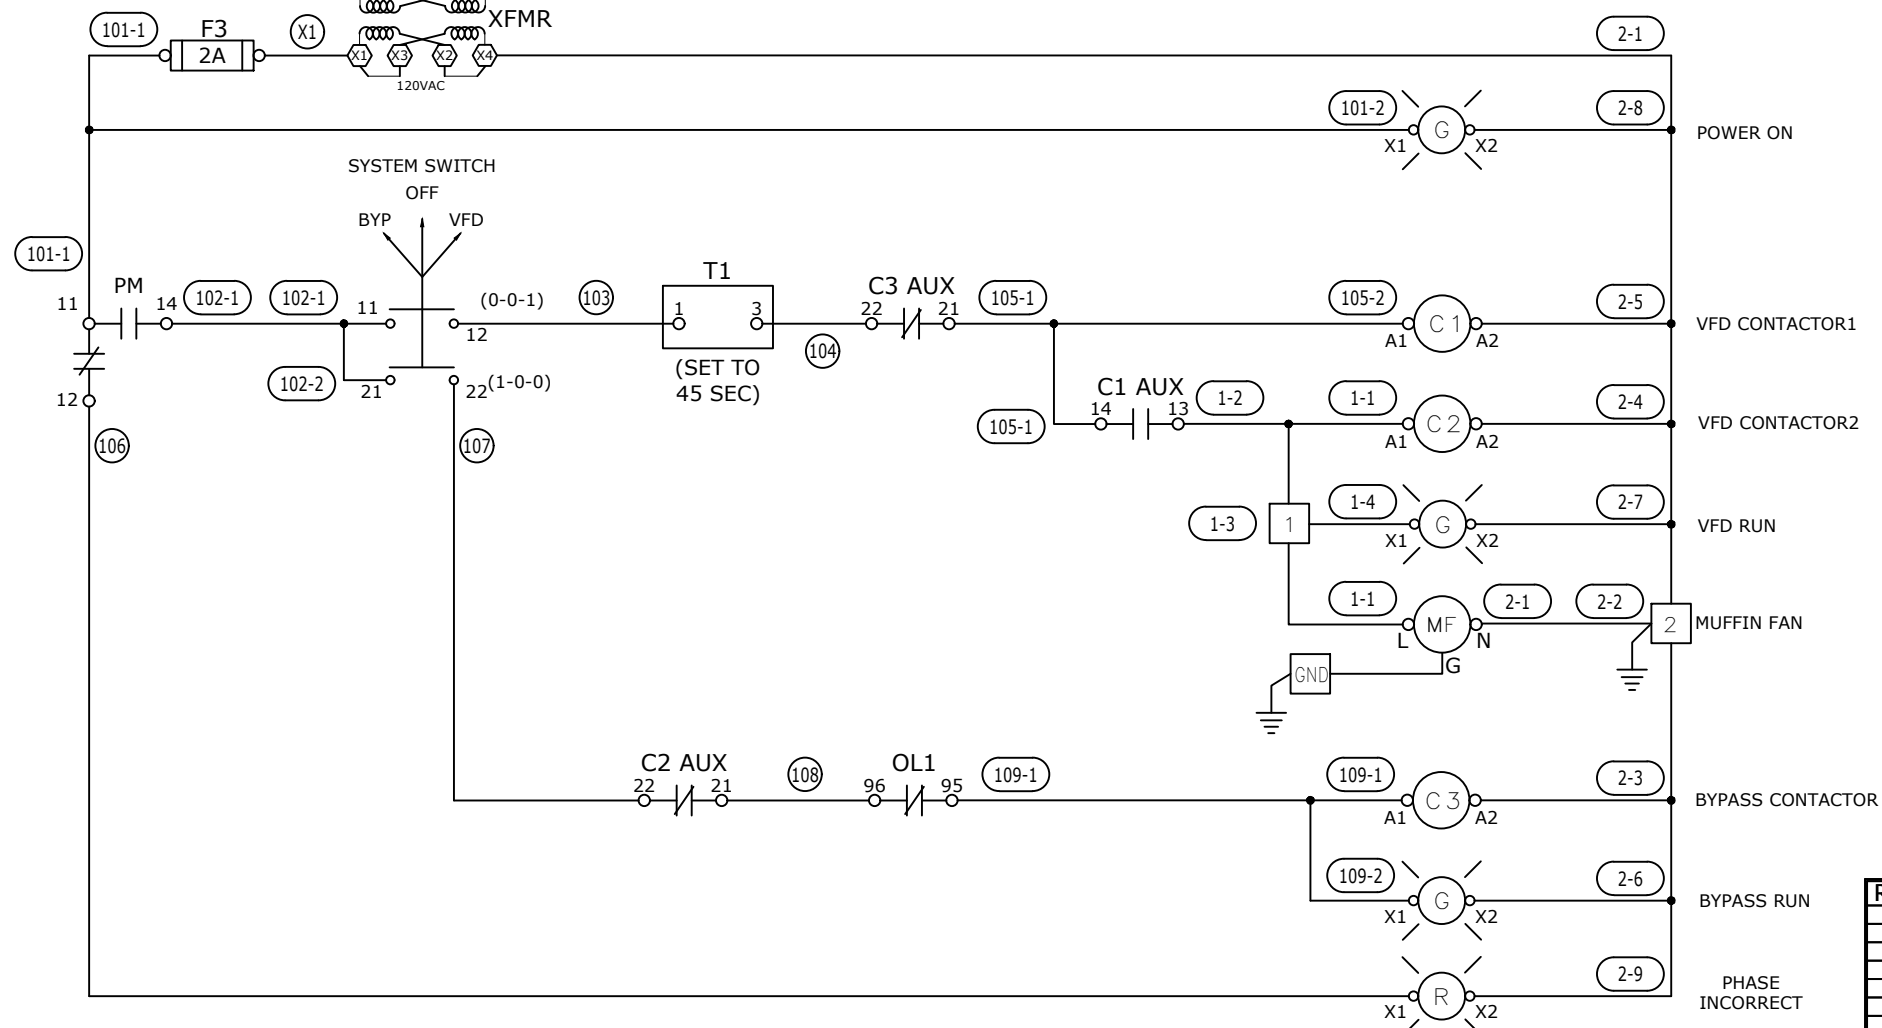 XFMR
101-1
F3
2A
X1
X1
X3
X2
X4
120VAC
2-1
101-2
G
X1
X2
2-8
POWER ON
SYSTEM SWITCH
OFF
BYP
VFD
101-1
PM
11
14
102-1
102-1
11
12
(0-0-1)
103
T1
1
3
(SET TO
45 SEC)
104
C3 AUX
22
21
105-1
105-2
C1
A1
A2
2-5
VFD CONTACTOR1
12
106
102-2
21
22
(1-0-0)
107
105-1
C1 AUX
14
13
1-2
1-1
C2
A1
A2
2-4
VFD CONTACTOR2
1-3
1
1-4
G
X1
X2
2-7
VFD RUN
1-1
MF
L
N
G
2-1
2-2
2
MUFFIN FAN
GND
C2 AUX
22
21
108
OL1
96
95
109-1
109-1
C3
A1
A2
2-3
BYPASS CONTACTOR
109-2
G
X1
X2
2-6
BYPASS RUN
R
X1
X2
2-9
PHASE
INCORRECT